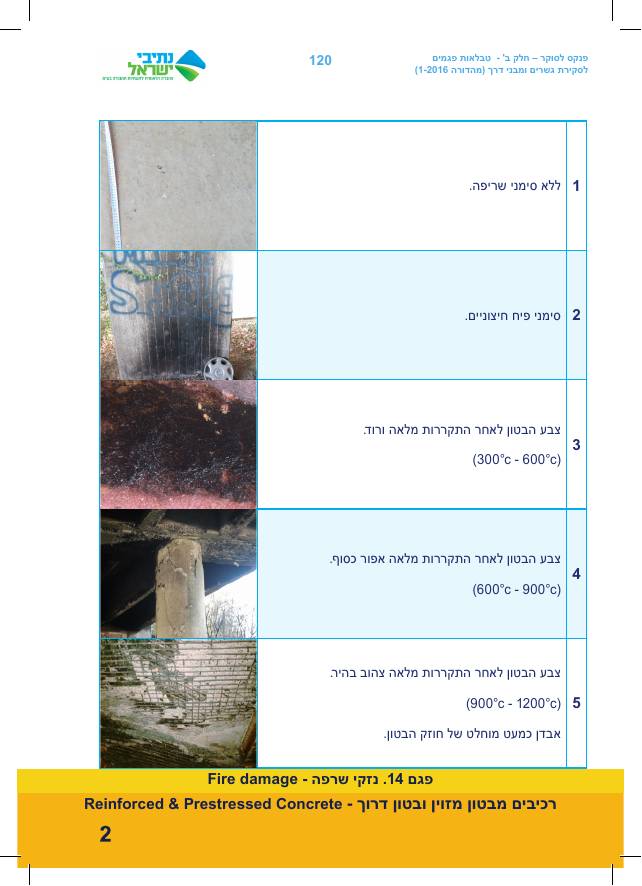 פנקס לסוקר – חלק ב' - טבלאות פגמים
לסקירת גשרים ומבני דרך (מהדורה 1-2016)
120
נתיבי
ישראל
1
ללא סימני שריפה.
2
סימני פיח חיצוניים.
3
צבע הבטון לאחר התקררות מלאה ורוד.
(300°c - 600°c)
4
צבע הבטון לאחר התקררות מלאה אפור כסוף.
(600°c - 900°c)
5
צבע הבטון לאחר התקררות מלאה צהוב בהיר.
(900°c - 1200°c)
אבדן כמעט מוחלט של חוזק הבטון.
פגם 14. נזקי שרפה - Fire damage
רכיבים מבטון מזוין ובטון דרוך - Reinforced & Prestressed Concrete
2